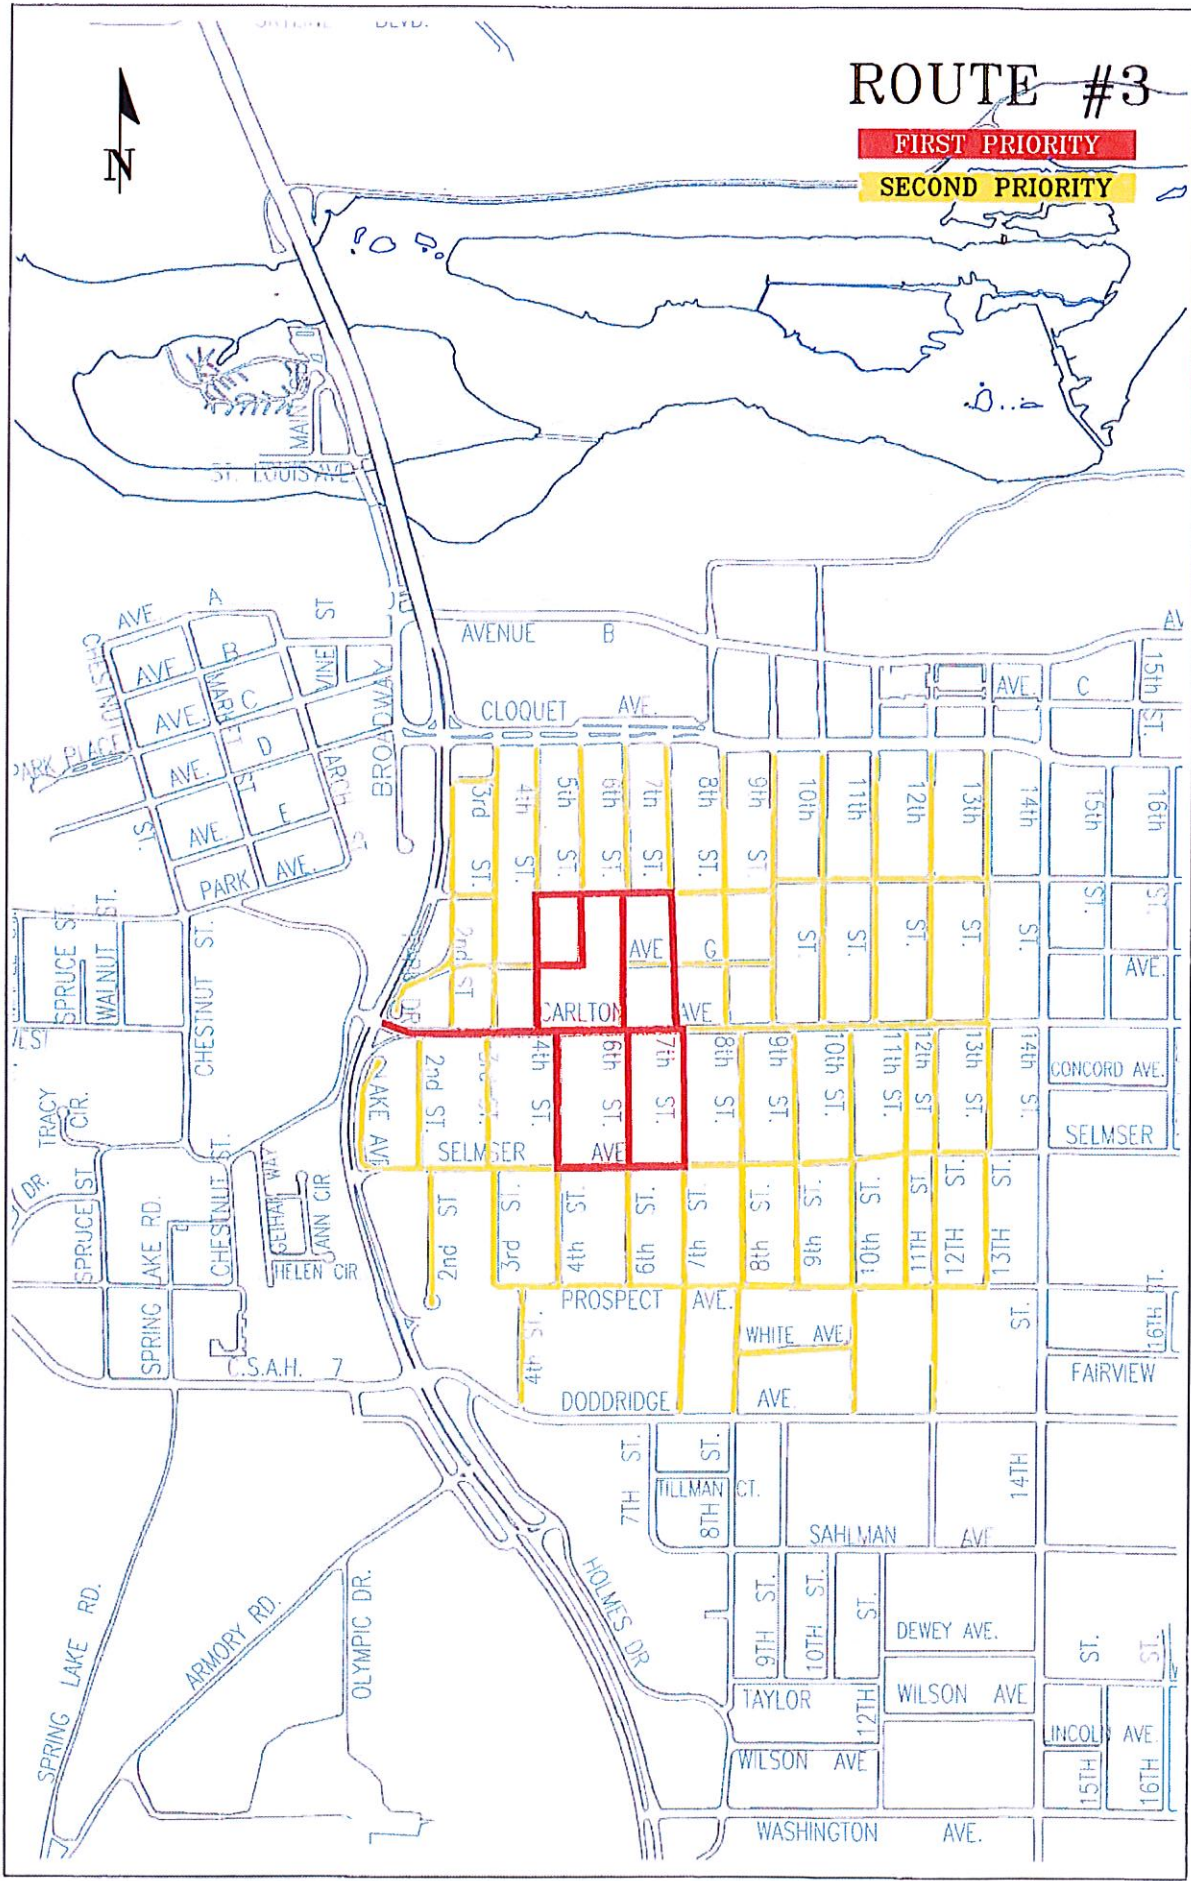 BLVD.
ROUTE #3
FIRST PRIORITY
SECOND PRIORITY
N
MAIN
ST. LOUIS AVE.
AVE. A
ST
VINE
CHESTNUT
AVE B
MARKET
AVE. C
AVENUE B
BROADWAY
CLOQUET AVE.
AVE. C
15th ST.
PARK PLACE
AVE. D
ST
ARCH
ST
AVE. E
ST.
PARK AVE.
3rd ST.
4th ST.
5th ST.
6th ST.
7th ST.
8th ST.
9th ST.
10th ST.
11th ST.
12th ST.
13th ST.
14th ST.
15th ST.
16th ST.
SPRUCE ST.
WALNUT ST.
CHESTNUT ST.
2nd ST
DR
AVE G
AVE.
CARLTON AVE
LAKE AVE
2nd ST.
4th ST.
6th ST.
7th ST.
8th ST.
9th ST.
10th ST.
11th ST.
12th ST
13th ST.
14th ST.
CONCORD AVE.
TRACY CIR.
SELMSER AVE
SELMSER
DR.
SPRUCE ST
SPRING LAKE RD.
CHESTNUT ST.
GETHAN WAY
ANN CIR
HELEN CIR
2nd ST
3rd ST.
4th ST.
6th ST.
7th ST.
8th ST.
9th ST.
10th ST.
11TH ST
12TH ST.
13TH ST.
PROSPECT AVE.
WHITE AVE.
4th ST.
ST.
16TH ST.
C.S.A.H. 7
DODDRIDGE AVE.
FAIRVIEW
7TH ST.
8TH ST.
TILLMAN CT.
14TH
SAHLMAN AVE
HOLMES DR
9TH ST.
10TH ST.
12TH ST.
DEWEY AVE.
ST.
ST.
SPRING LAKE RD.
ARMORY RD.
OLYMPIC DR.
TAYLOR
WILSON AVE
LINCOLN AVE.
WILSON AVE
15TH
16TH
WASHINGTON AVE.